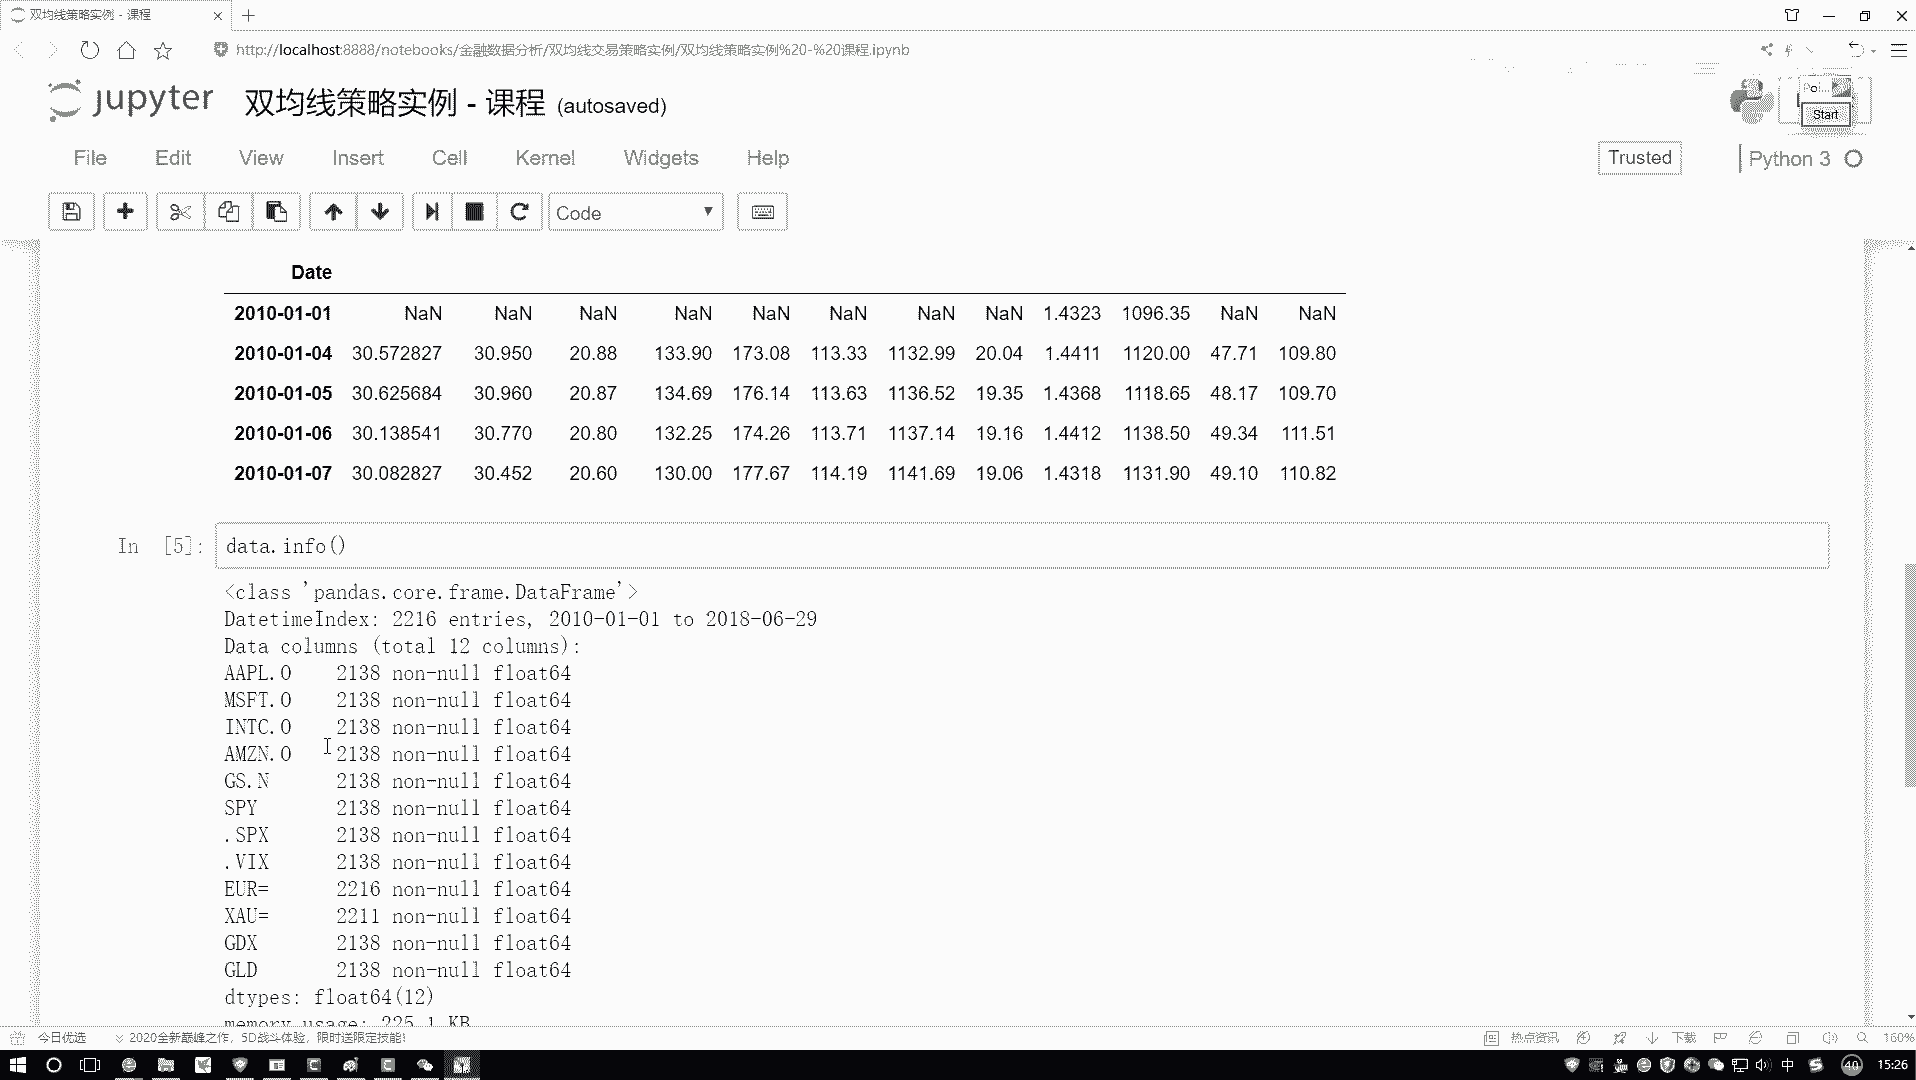 双均线策略实例 - 课程
http://localhost:8888/notebooks/金融数据分析/双均线交易策略实例/双均线策略实例%20-%20课程.ipynb
jupyter 双均线策略实例 - 课程 (autosaved)
Poi...
Start
File Edit View Insert Cell Kernel Widgets Help
Trusted
Python 3
Code
Date
2010-01-01 NaN NaN NaN NaN NaN NaN NaN NaN 1.4323 1096.35 NaN NaN
2010-01-04 30.572827 30.950 20.88 133.90 173.08 113.33 1132.99 20.04 1.4411 1120.00 47.71 109.80
2010-01-05 30.625684 30.960 20.87 134.69 176.14 113.63 1136.52 19.35 1.4368 1118.65 48.17 109.70
2010-01-06 30.138541 30.770 20.80 132.25 174.26 113.71 1137.14 19.16 1.4412 1138.50 49.34 111.51
2010-01-07 30.082827 30.452 20.60 130.00 177.67 114.19 1141.69 19.06 1.4318 1131.90 49.10 110.82
In [5]: data.info()
<class 'pandas.core.frame.DataFrame'>
DatetimeIndex: 2216 entries, 2010-01-01 to 2018-06-29
Data columns (total 12 columns):
AAPL.O 2138 non-null float64
MSFT.O 2138 non-null float64
INTC.O 2138 non-null float64
AMZN.O 2138 non-null float64
GS.N 2138 non-null float64
SPY 2138 non-null float64
.SPX 2138 non-null float64
.VIX 2138 non-null float64
EUR= 2216 non-null float64
XAU= 2211 non-null float64
GDX 2138 non-null float64
GLD 2138 non-null float64
dtypes: float64(12)
memory usage: 225.1 KB
今日优选 2020全新巅峰之作，5D战斗体验，限时送限定技能！ 热点资讯 下载 160%
中 40 15:26